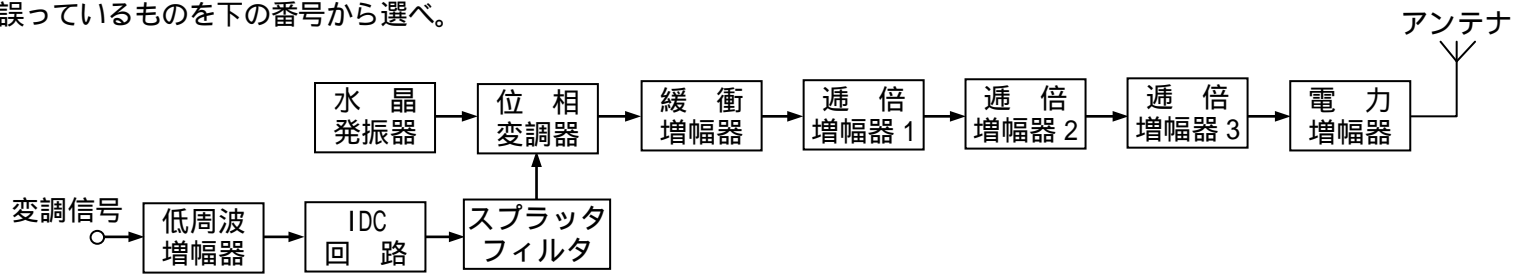 誤っているものを下の番号から選べ。
アンテナ
水 晶
発振器
位 相
変調器
緩 衝
増幅器
逓 倍
増幅器1
逓 倍
増幅器2
逓 倍
増幅器3
電 力
増幅器
変調信号
低周波
増幅器
IDC
回 路
スプラッタ
フィルタ